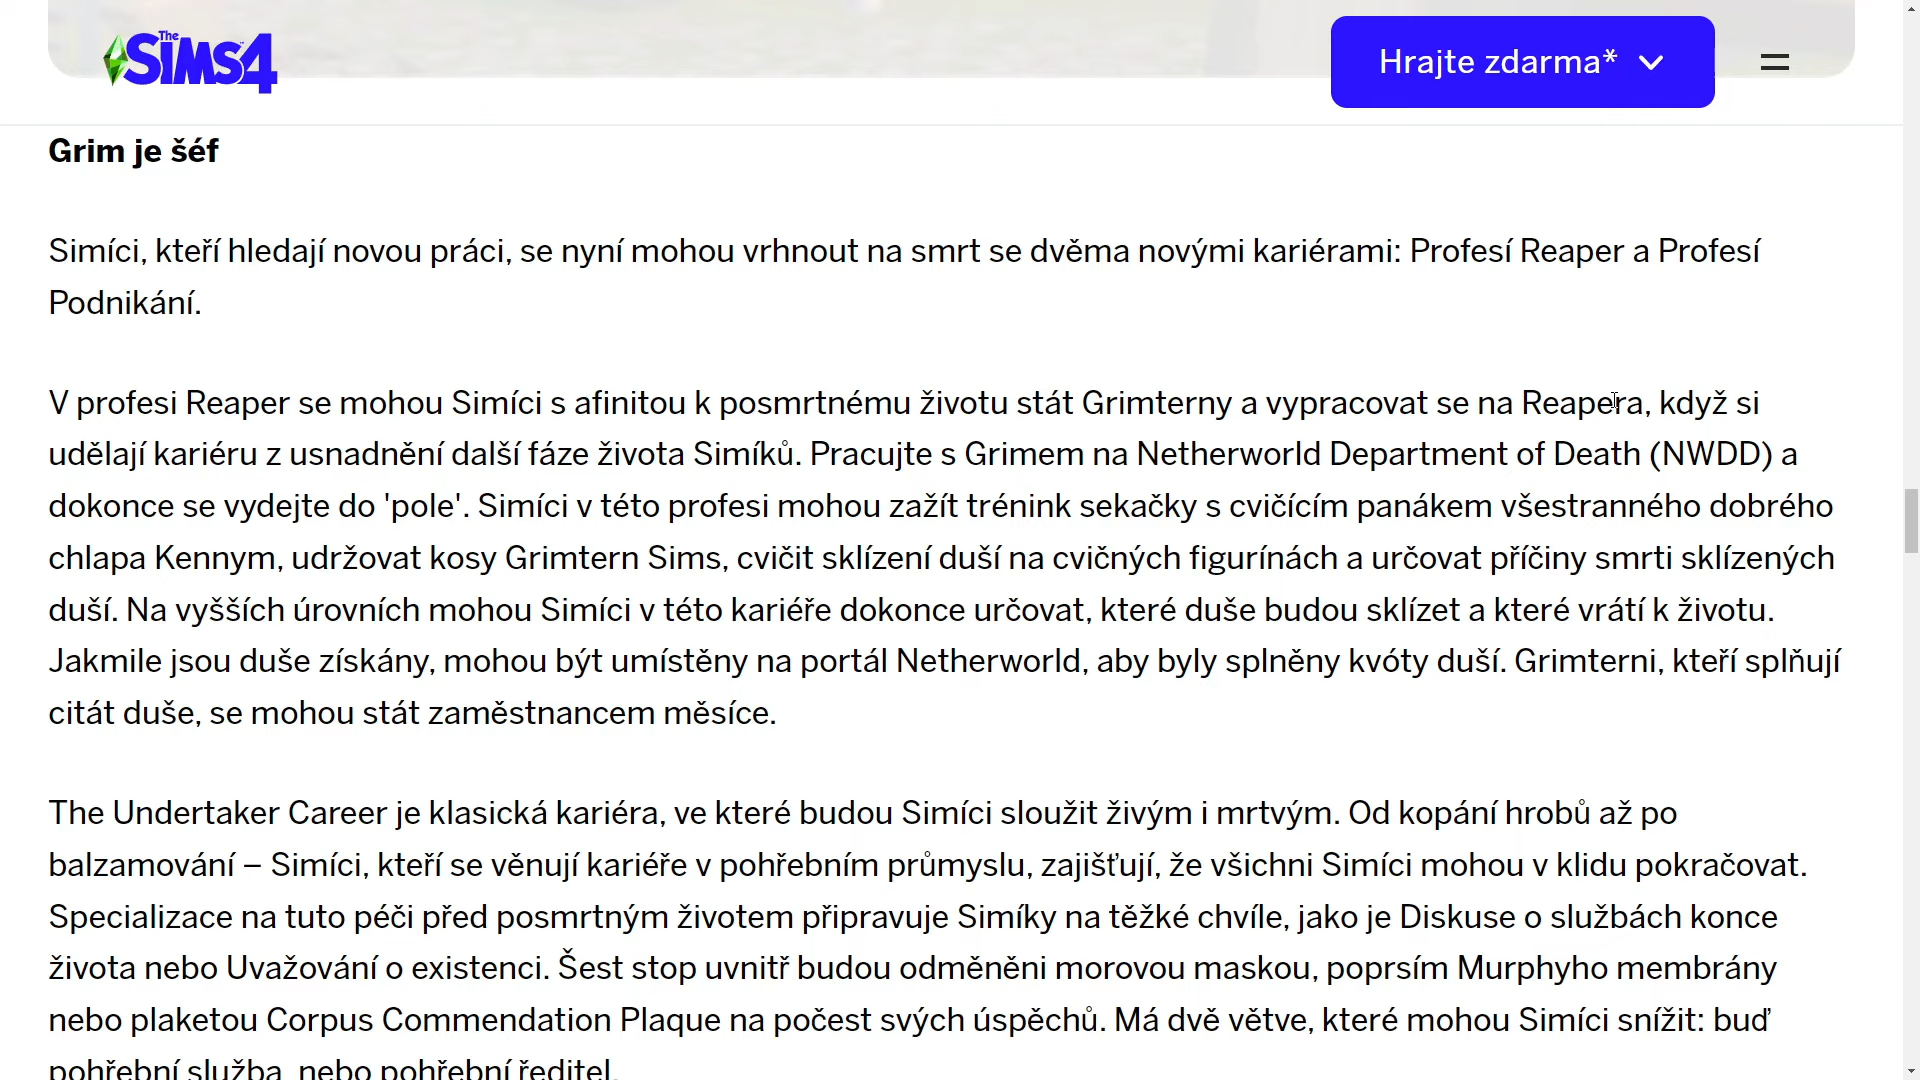 The SIMS 4
Hrajte zdarma*
Grim je šéf
Simíci, kteří hledají novou práci, se nyní mohou vrhnout na smrt se dvěma novými kariérami: Profesí Reaper a Profesí
Podnikání.
V profesi Reaper se mohou Simíci s afinitou k posmrtnému životu stát Grimterny a vypracovat se na Reapera, když si
udělají kariéru z usnadnění další fáze života Simíků. Pracujte s Grimem na Netherworld Department of Death (NWDD) a
dokonce se vydejte do 'pole'. Simíci v této profesi mohou zažít trénink sekačky s cvičícím panákem všestranného dobrého
chlapa Kennym, udržovat kosy Grimtern Sims, cvičit sklízení duší na cvičných figurínách a určovat příčiny smrti sklízených
duší. Na vyšších úrovních mohou Simíci v této kariéře dokonce určovat, které duše budou sklízet a které vrátí k životu.
Jakmile jsou duše získány, mohou být umístěny na portál Netherworld, aby byly splněny kvóty duší. Grimterni, kteří splňují
citát duše, se mohou stát zaměstnancem měsíce.
The Undertaker Career je klasická kariéra, ve které budou Simíci sloužit živým i mrtvým. Od kopání hrobů až po
balzamování – Simíci, kteří se věnují kariéře v pohřebním průmyslu, zajišťují, že všichni Simíci mohou v klidu pokračovat.
Specializace na tuto péči před posmrtným životem připravuje Simíky na těžké chvíle, jako je Diskuse o službách konce
života nebo Uvažování o existenci. Šest stop uvnitř budou odměněni morovou maskou, poprsím Murphyho membrány
nebo plaketou Corpus Commendation Plaque na počest svých úspěchů. Má dvě větve, které mohou Simíci snížit: buď
pohřební služba, nebo pohřební ředitel.